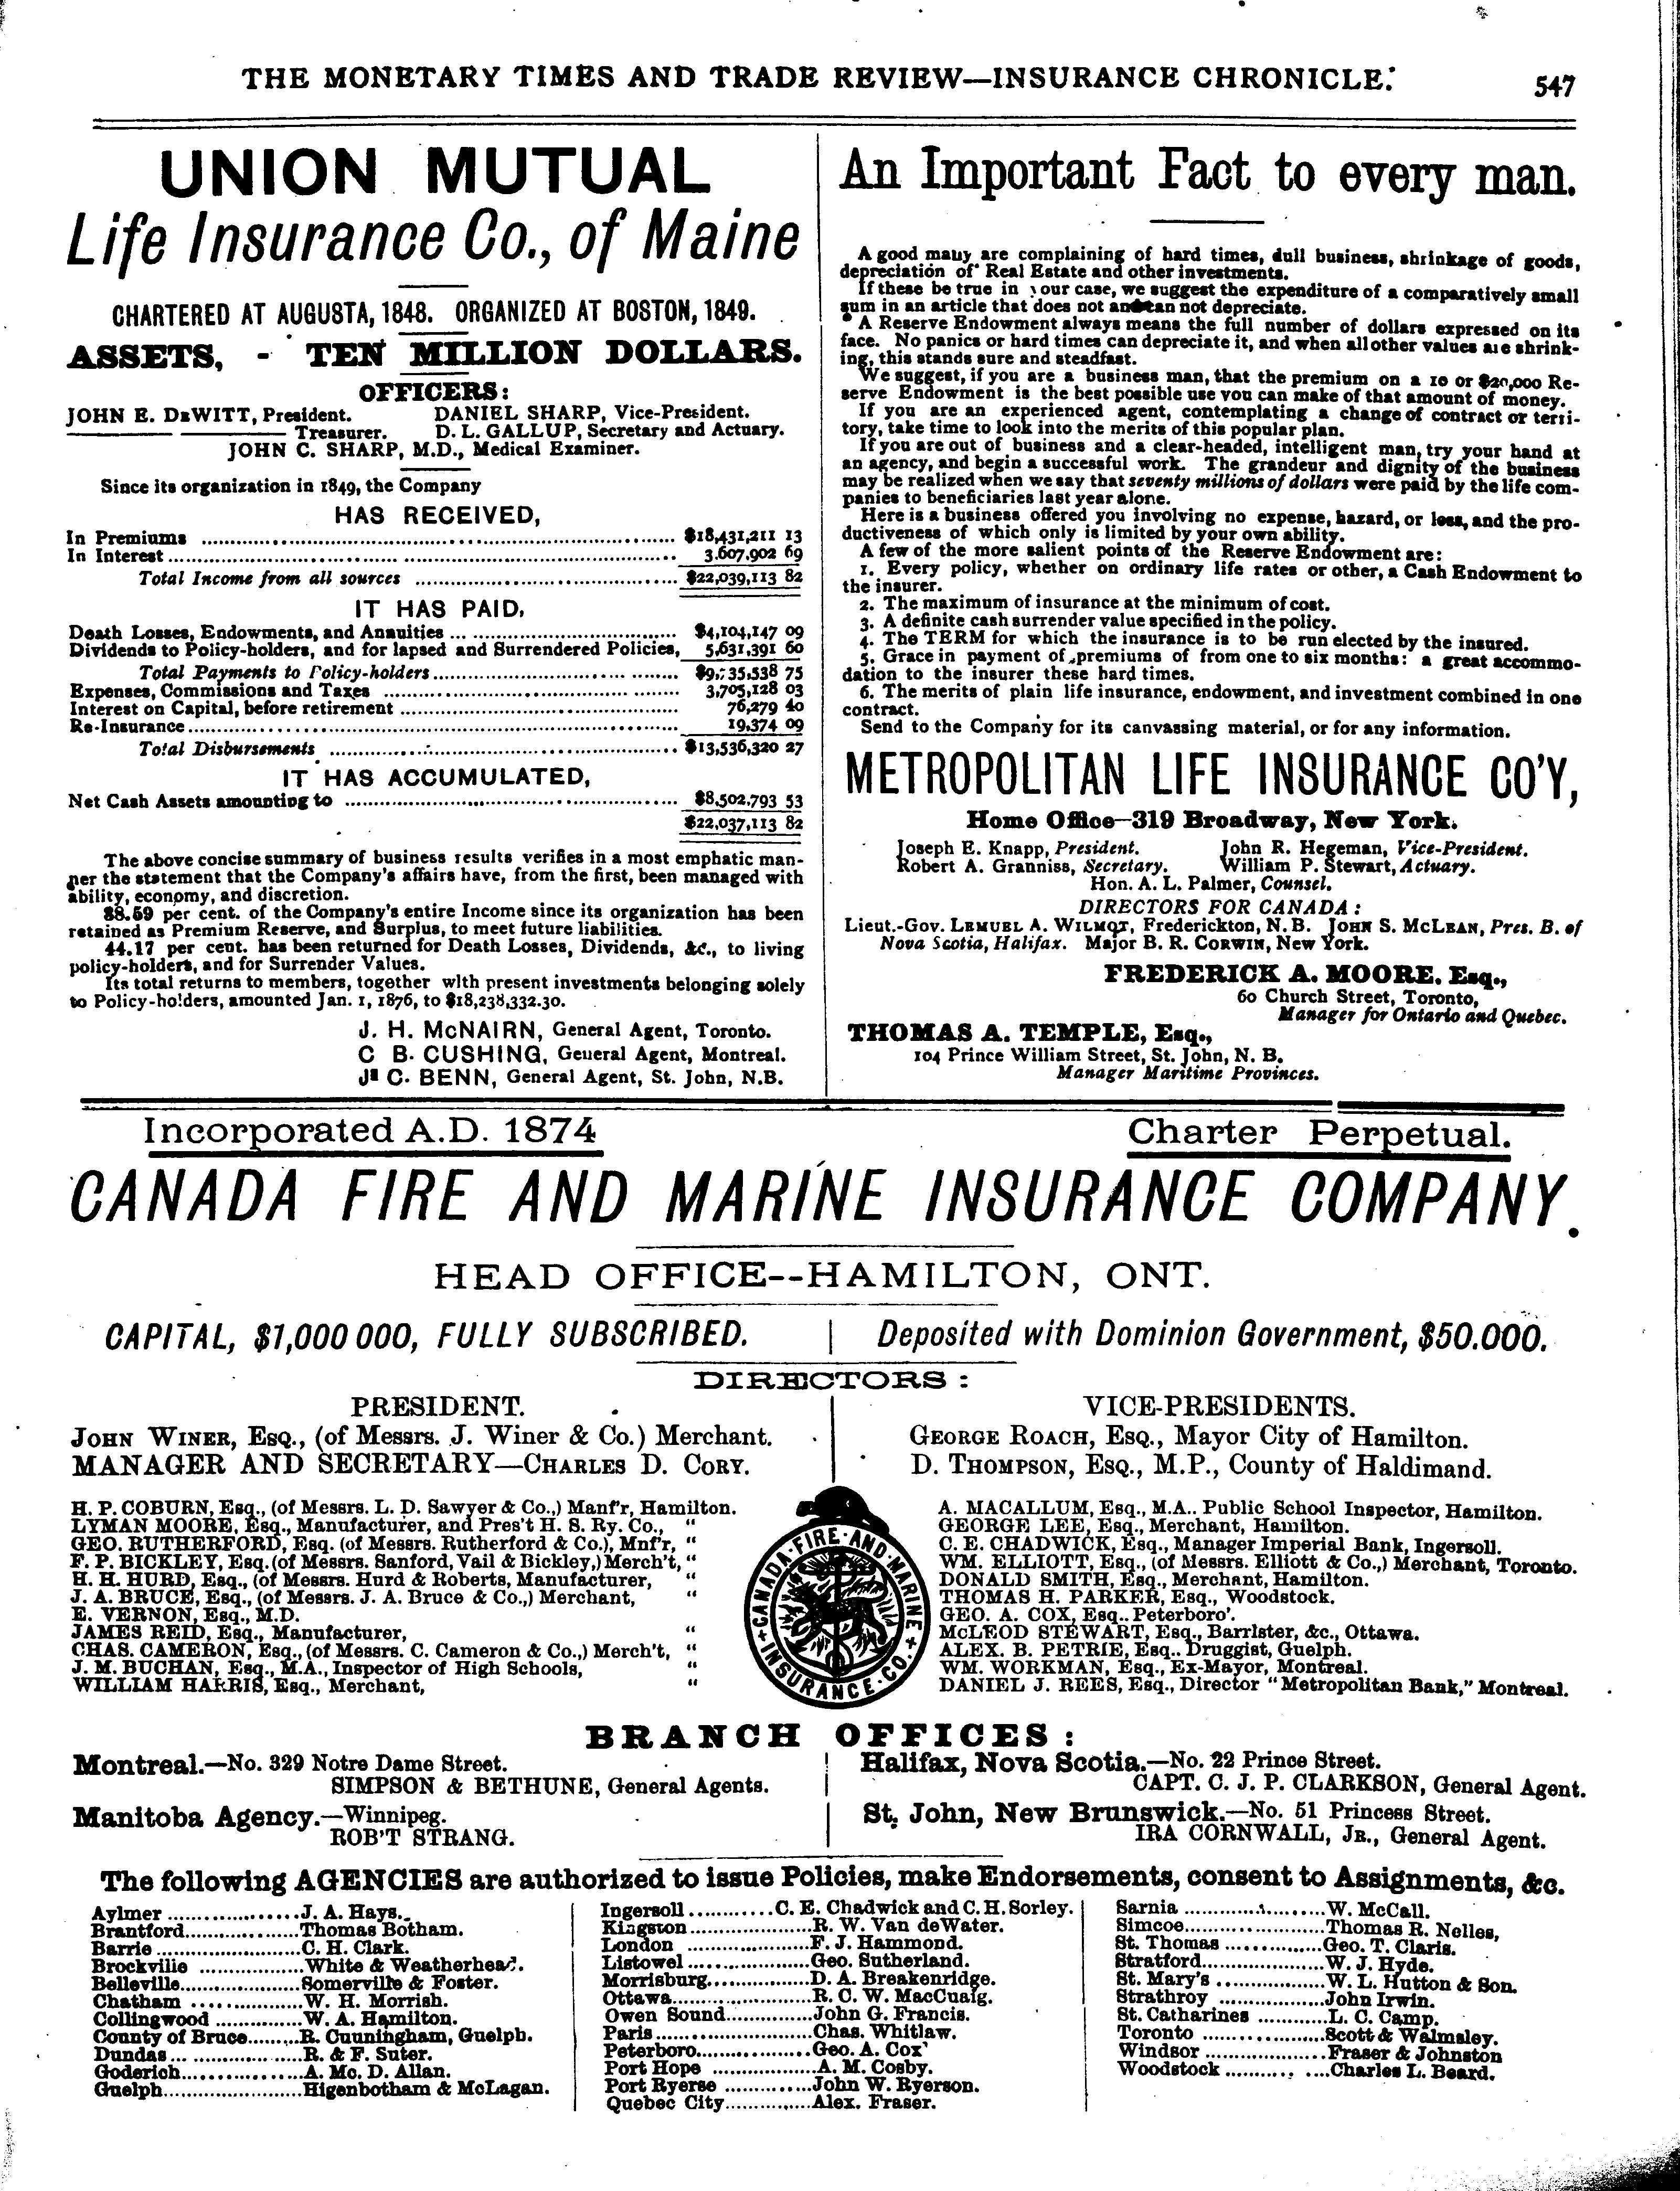 THE MONETARY TIMES AND TRADE REVIEW—INSURANCE CHRONICLE.
547
UNION MUTUAL
Life Insurance Co., of Maine
CHARTERED AT AUGUSTA, 1848. ORGANIZED AT BOSTON, 1849.
ASSETS, - TEN MILLION DOLLARS.
OFFICERS:
JOHN E. DEWITT, President. DANIEL SHARP, Vice-President.
Treasurer. D. L. GALLUP, Secretary and Actuary.
JOHN C. SHARP, M.D., Medical Examiner.
Since its organization in 1849, the Company
HAS RECEIVED,
In Premiums ........ $18,431,211 13
In Interest ........ 3.607,902 69
Total Income from all sources ........ $22,039,113 82
IT HAS PAID,
Death Losses, Endowments, and Annuities ........ $4,104,147 09
Dividends to Policy-holders, and for lapsed and Surrendered Policies, 5,631,391 60
Total Payments to Policy-holders ........ $9,735,538 75
Expenses, Commissions and Taxes ........ 3,705,128 03
Interest on Capital, before retirement ........ 76,279 40
Re-Insurance ........ 19,374 09
Total Disbursements ........ $13,536,320 27
IT HAS ACCUMULATED,
Net Cash Assets amounting to ........ $8,502,793 53
$22,037,113 82
The above concise summary of business results verifies in a most emphatic man-
ner the statement that the Company's affairs have, from the first, been managed with
ability, economy, and discretion.
88.59 per cent. of the Company's entire Income since its organization has been
retained as Premium Reserve, and Surplus, to meet future liabilities.
44.17 per cent. has been returned for Death Losses, Dividends, &c., to living
policy-holders, and for Surrender Values.
Its total returns to members, together with present investments belonging solely
to Policy-holders, amounted Jan. 1, 1876, to $18,238,332.30.
J. H. McNAIRN, General Agent, Toronto.
C B. CUSHING, General Agent, Montreal.
J. C. BENN, General Agent, St. John, N.B.
An Important Fact to every man.
A good many are complaining of hard times, dull business, shrinkage of goods,
depreciation of Real Estate and other investments.
If these be true in your case, we suggest the expenditure of a comparatively small
sum in an article that does not and can not depreciate.
A Reserve Endowment always means the full number of dollars expressed on its
face. No panics or hard times can depreciate it, and when all other values are shrink-
ing, this stands sure and steadfast.
We suggest, if you are a business man, that the premium on a 10 or $20,000 Re-
serve Endowment is the best possible use you can make of that amount of money.
If you are an experienced agent, contemplating a change of contract or terri-
tory, take time to look into the merits of this popular plan.
If you are out of business and a clear-headed, intelligent man, try your hand at
an agency, and begin a successful work. The grandeur and dignity of the business
may be realized when we say that seventy millions of dollars were paid by the life com-
panies to beneficiaries last year alone.
Here is a business offered you involving no expense, hazard, or loss, and the pro-
ductiveness of which only is limited by your own ability.
A few of the more salient points of the Reserve Endowment are:
1. Every policy, whether on ordinary life rates or other, a Cash Endowment to
the insurer.
2. The maximum of insurance at the minimum of cost.
3. A definite cash surrender value specified in the policy.
4. The TERM for which the insurance is to be run elected by the insured.
5. Grace in payment of premiums of from one to six months: a great accommo-
dation to the insurer these hard times.
6. The merits of plain life insurance, endowment, and investment combined in one
contract.
Send to the Company for its canvassing material, or for any information.
METROPOLITAN LIFE INSURANCE CO'Y,
Home Office—319 Broadway, New York.
Joseph E. Knapp, President. John R. Hegeman, Vice-President.
Robert A. Granniss, Secretary. William P. Stewart, Actuary.
Hon. A. L. Palmer, Counsel.
DIRECTORS FOR CANADA:
Lieut.-Gov. LEMUEL A. WILMOT, Frederickton, N. B. JOHN S. MCLEAN, Pres. B. of
Nova Scotia, Halifax. Major B. R. CORWIN, New York.
FREDERICK A. MOORE. Esq.,
60 Church Street, Toronto,
Manager for Ontario and Quebec.
THOMAS A. TEMPLE, Esq.,
104 Prince William Street, St. John, N. B.
Manager Maritime Provinces.
Incorporated A.D. 1874 Charter Perpetual.
CANADA FIRE AND MARINE INSURANCE COMPANY.
HEAD OFFICE--HAMILTON, ONT.
CAPITAL, $1,000 000, FULLY SUBSCRIBED. Deposited with Dominion Government, $50.000.
DIRECTORS:
PRESIDENT.
JOHN WINER, ESQ., (of Messrs. J. Winer & Co.) Merchant.
MANAGER AND SECRETARY—CHARLES D. CORY.
VICE-PRESIDENTS.
GEORGE ROACH, ESQ., Mayor City of Hamilton.
D. THOMPSON, ESQ., M.P., County of Haldimand.
H. P. COBURN, Esq., (of Messrs. L. D. Sawyer & Co.,) Manf'r, Hamilton.
LYMAN MOORE, Esq., Manufacturer, and Pres't H. S. Ry. Co., "
GEO. RUTHERFORD, Esq. (of Messrs. Rutherford & Co.), Mnf'r, "
F. P. BICKLEY, Esq. (of Messrs. Sanford, Vail & Bickley,) Merch't, "
H. H. HURD, Esq., (of Messrs. Hurd & Roberts, Manufacturer, "
J. A. BRUCE, Esq., (of Messrs. J. A. Bruce & Co.,) Merchant, "
E. VERNON, Esq., M.D.
JAMES REID, Esq., Manufacturer, "
CHAS. CAMERON, Esq., (of Messrs. C. Cameron & Co.,) Merch't, "
J. M. BUCHAN, Esq., M.A., Inspector of High Schools, "
WILLIAM HARRIS, Esq., Merchant, "
CANADA·FIRE·AND·MARINE
INSURANCE·CO.
A. MACALLUM, Esq., M.A.. Public School Inspector, Hamilton.
GEORGE LEE, Esq., Merchant, Hamilton.
C. E. CHADWICK, Esq., Manager Imperial Bank, Ingersoll.
WM. ELLIOTT, Esq., (of Messrs. Elliott & Co.,) Merchant, Toronto.
DONALD SMITH, Esq., Merchant, Hamilton.
THOMAS H. PARKER, Esq., Woodstock.
GEO. A. COX, Esq.. Peterboro'.
McLEOD STEWART, Esq., Barrister, &c., Ottawa.
ALEX. B. PETRIE, Esq.. Druggist, Guelph.
WM. WORKMAN, Esq., Ex-Mayor, Montreal.
DANIEL J. REES, Esq., Director "Metropolitan Bank," Montreal.
BRANCH OFFICES:
Montreal.—No. 329 Notre Dame Street.
SIMPSON & BETHUNE, General Agents.
Manitoba Agency.—Winnipeg.
ROB'T STRANG.
Halifax, Nova Scotia.—No. 22 Prince Street.
CAPT. C. J. P. CLARKSON, General Agent.
St. John, New Brunswick.—No. 51 Princess Street.
IRA CORNWALL, JR., General Agent.
The following AGENCIES are authorized to issue Policies, make Endorsements, consent to Assignments, &c.
Aylmer ........ J. A. Hays.
Brantford ........ Thomas Botham.
Barrie ........ C. H. Clark.
Brockville ........ White & Weatherhead.
Belleville ........ Somerville & Foster.
Chatham ........ W. H. Morrish.
Collingwood ........ W. A. Hamilton.
County of Bruce ........ R. Cunningham, Guelph.
Dundas ........ R. & F. Suter.
Goderich ........ A. Mc. D. Allan.
Guelph ........ Higenbotham & McLagan.
Ingersoll ........ C. E. Chadwick and C. H. Sorley.
Kingston ........ R. W. Van deWater.
London ........ F. J. Hammond.
Listowel ........ Geo. Sutherland.
Morrisburg ........ D. A. Breakenridge.
Ottawa ........ R. C. W. MacCuaig.
Owen Sound ........ John G. Francis.
Paris ........ Chas. Whitlaw.
Peterboro ........ Geo. A. Cox
Port Hope ........ A. M. Cosby.
Port Ryerse ........ John W. Ryerson.
Quebec City ........ Alex. Fraser.
Sarnia ........ W. McCall.
Simcoe ........ Thomas R. Nelles,
St. Thomas ........ Geo. T. Claris.
Stratford ........ W. J. Hyde.
St. Mary's ........ W. L. Hutton & Son.
Strathroy ........ John Irwin.
St. Catharines ........ L. C. Camp.
Toronto ........ Scott & Walmsley.
Windsor ........ Fraser & Johnston
Woodstock ........ Charles L. Beard.